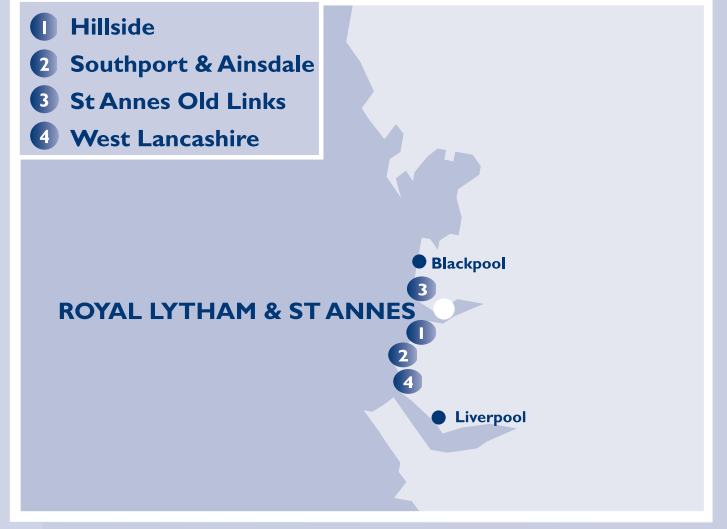 1 Hillside
2 Southport & Ainsdale
3 St Annes Old Links
4 West Lancashire
Blackpool
3
ROYAL LYTHAM & ST ANNES
1
2
4
Liverpool